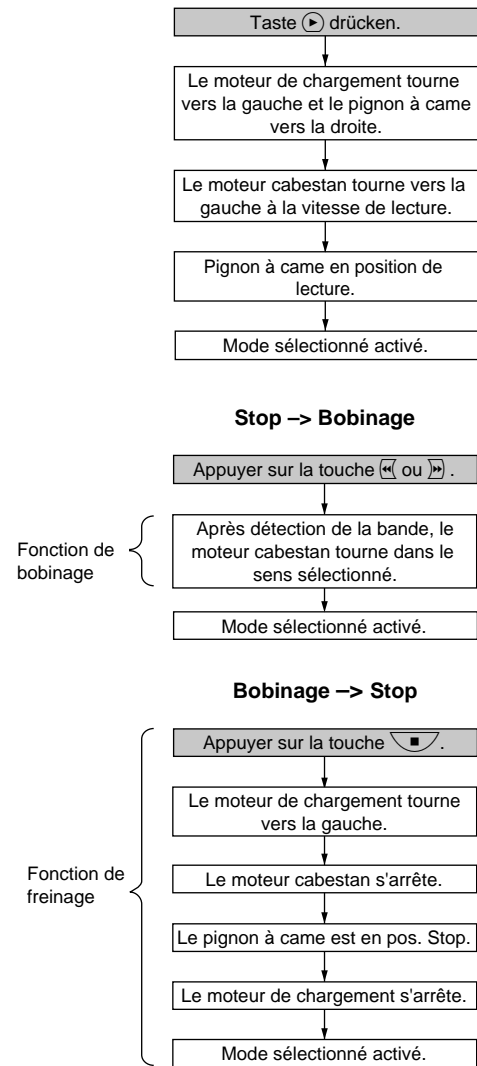 Taste drücken.
Le moteur de chargement tourne
vers la gauche et le pignon à came
vers la droite.
Le moteur cabestan tourne vers la
gauche à la vitesse de lecture.
Pignon à came en position de
lecture.
Mode sélectionné activé.
Stop –> Bobinage
Appuyer sur la touche ou .
Fonction de
bobinage
Après détection de la bande, le
moteur cabestan tourne dans le
sens sélectionné.
Mode sélectionné activé.
Bobinage –> Stop
Fonction de
freinage
Appuyer sur la touche .
Le moteur de chargement tourne
vers la gauche.
Le moteur cabestan s'arrête.
Le pignon à came est en pos. Stop.
Le moteur de chargement s'arrête.
Mode sélectionné activé.